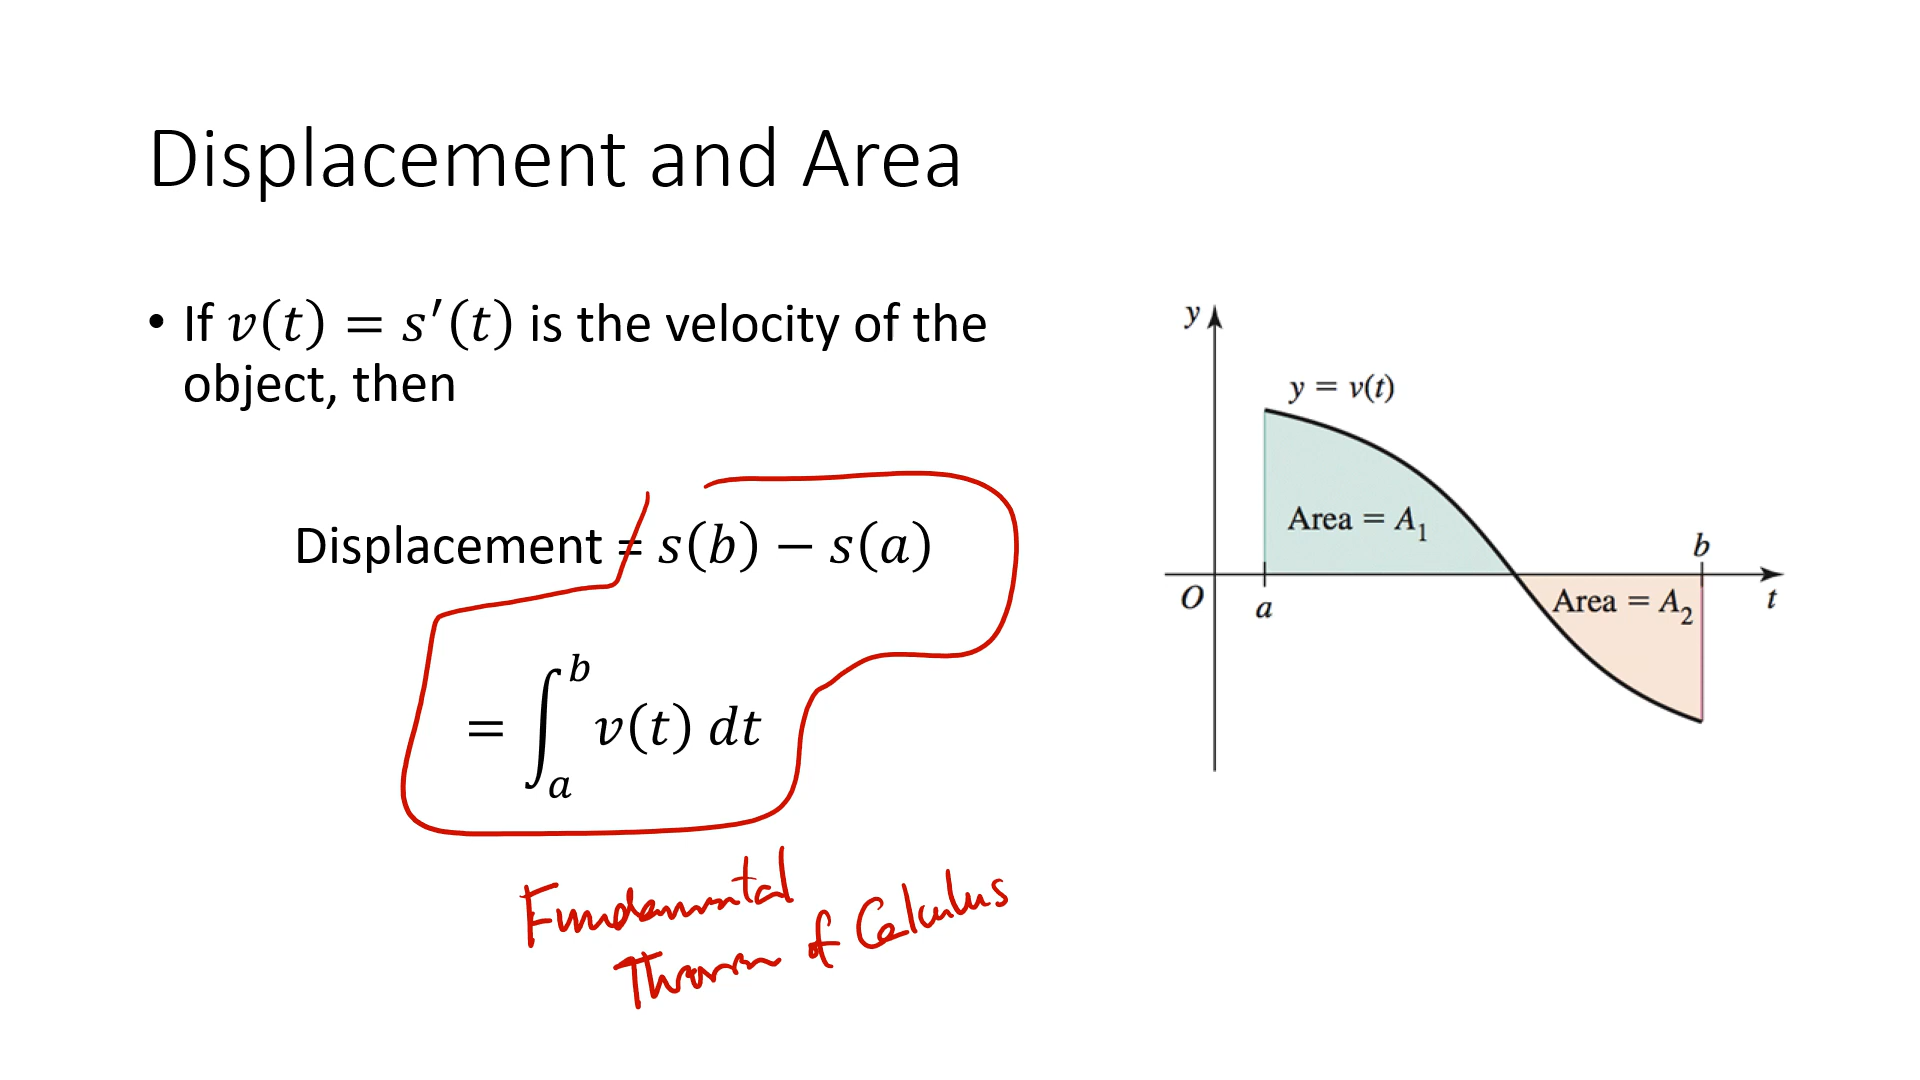 Displacement and Area
• If v(t) = s′(t) is the velocity of the
object, then
Displacement = s(b) − s(a)
= ∫_a^b v(t) dt
Fundamental
Theorem of Calculus
y
y = v(t)
Area = A₁
b
O
a
Area = A₂
t